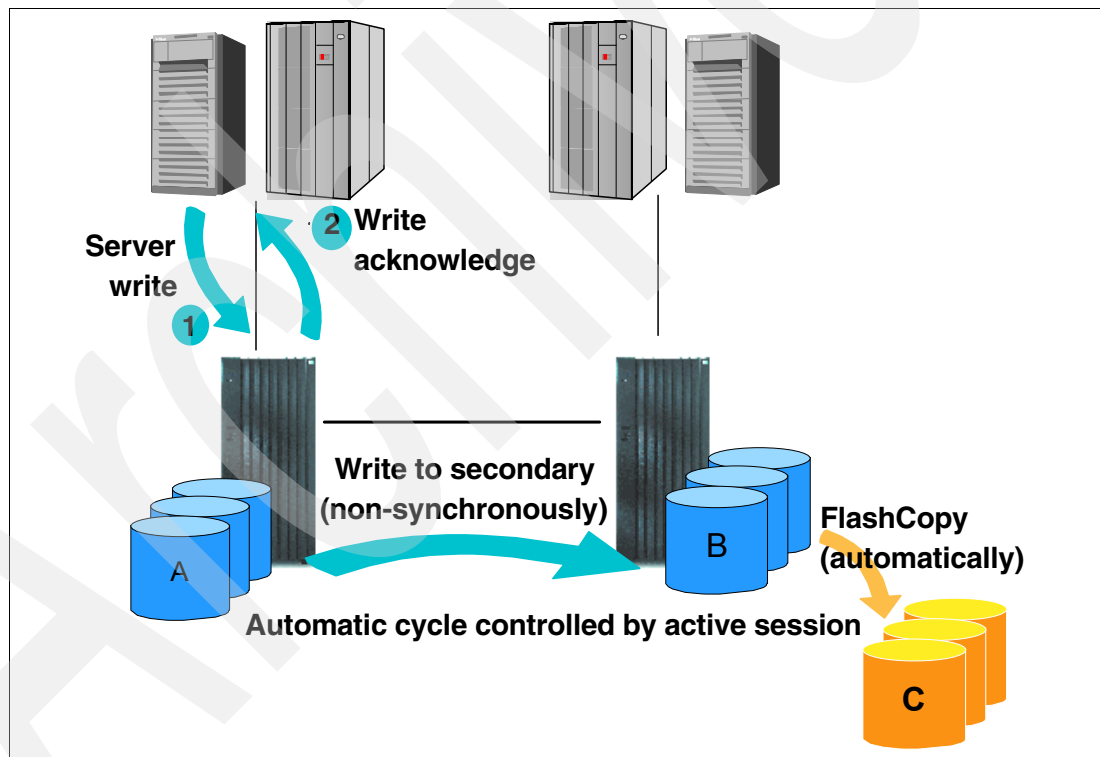 2 Write
acknowledge
Server
write
1
Write to secondary
(non-synchronously)
A
B
FlashCopy
(automatically)
Automatic cycle controlled by active session
C